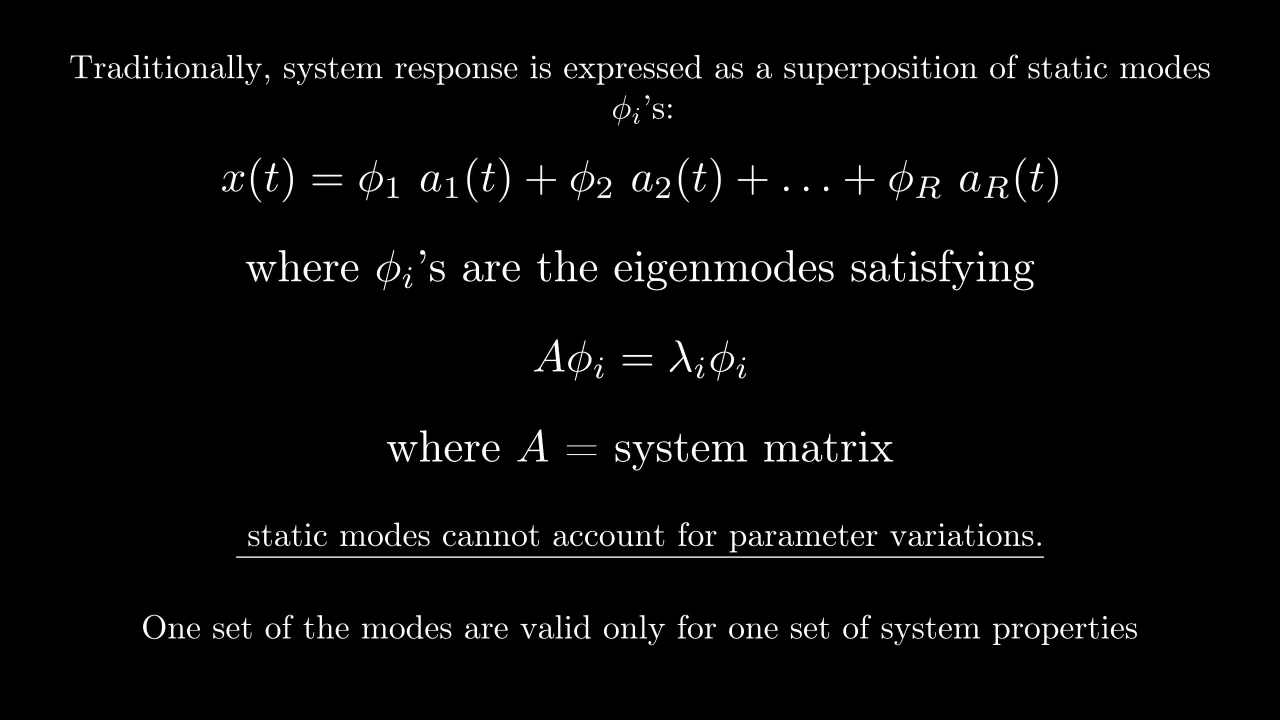 Traditionally, system response is expressed as a superposition of static modes
ϕᵢ's:
x(t) = ϕ₁ a₁(t) + ϕ₂ a₂(t) + … + ϕ_R a_R(t)
where ϕᵢ's are the eigenmodes satisfying
Aϕᵢ = λᵢϕᵢ
where A = system matrix
static modes cannot account for parameter variations.
One set of the modes are valid only for one set of system properties